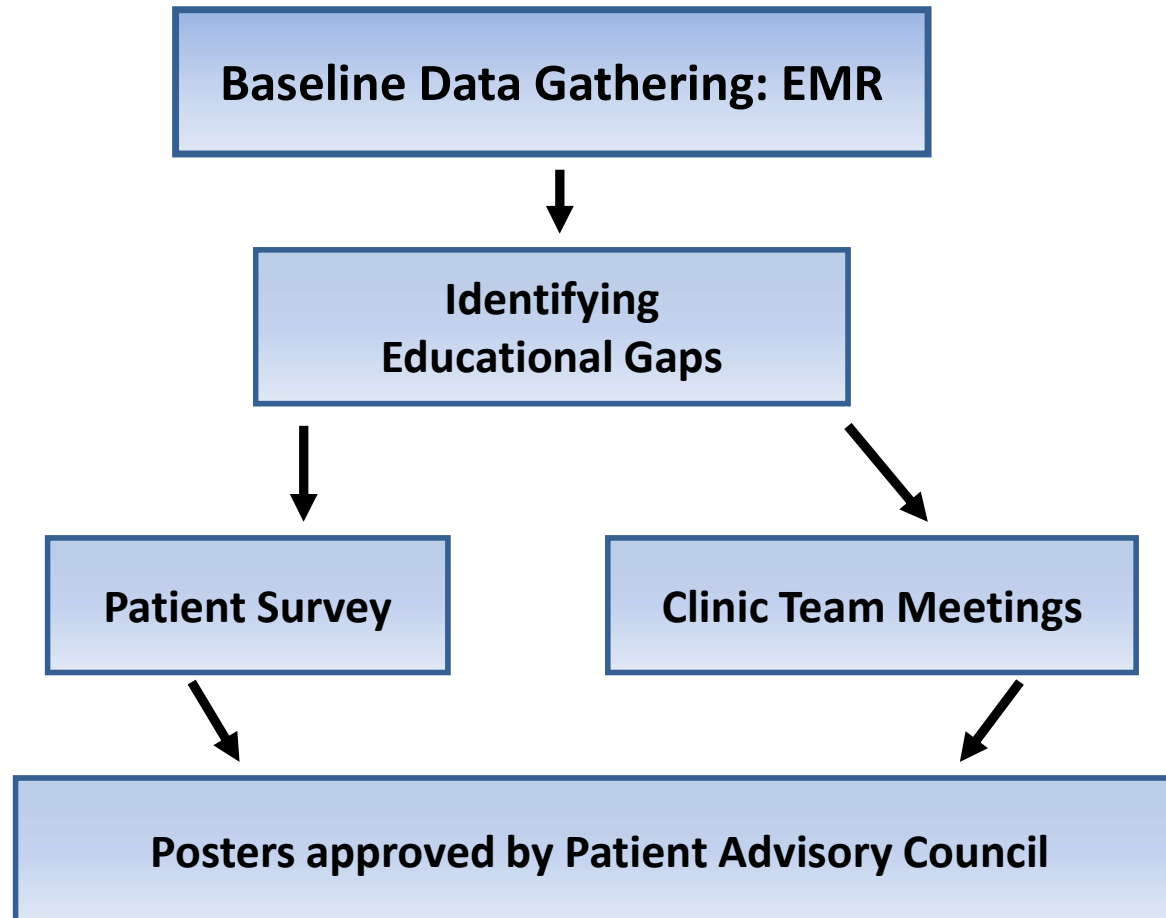 Baseline Data Gathering: EMR
Identifying
Educational Gaps
Patient Survey
Clinic Team Meetings
Posters approved by Patient Advisory Council